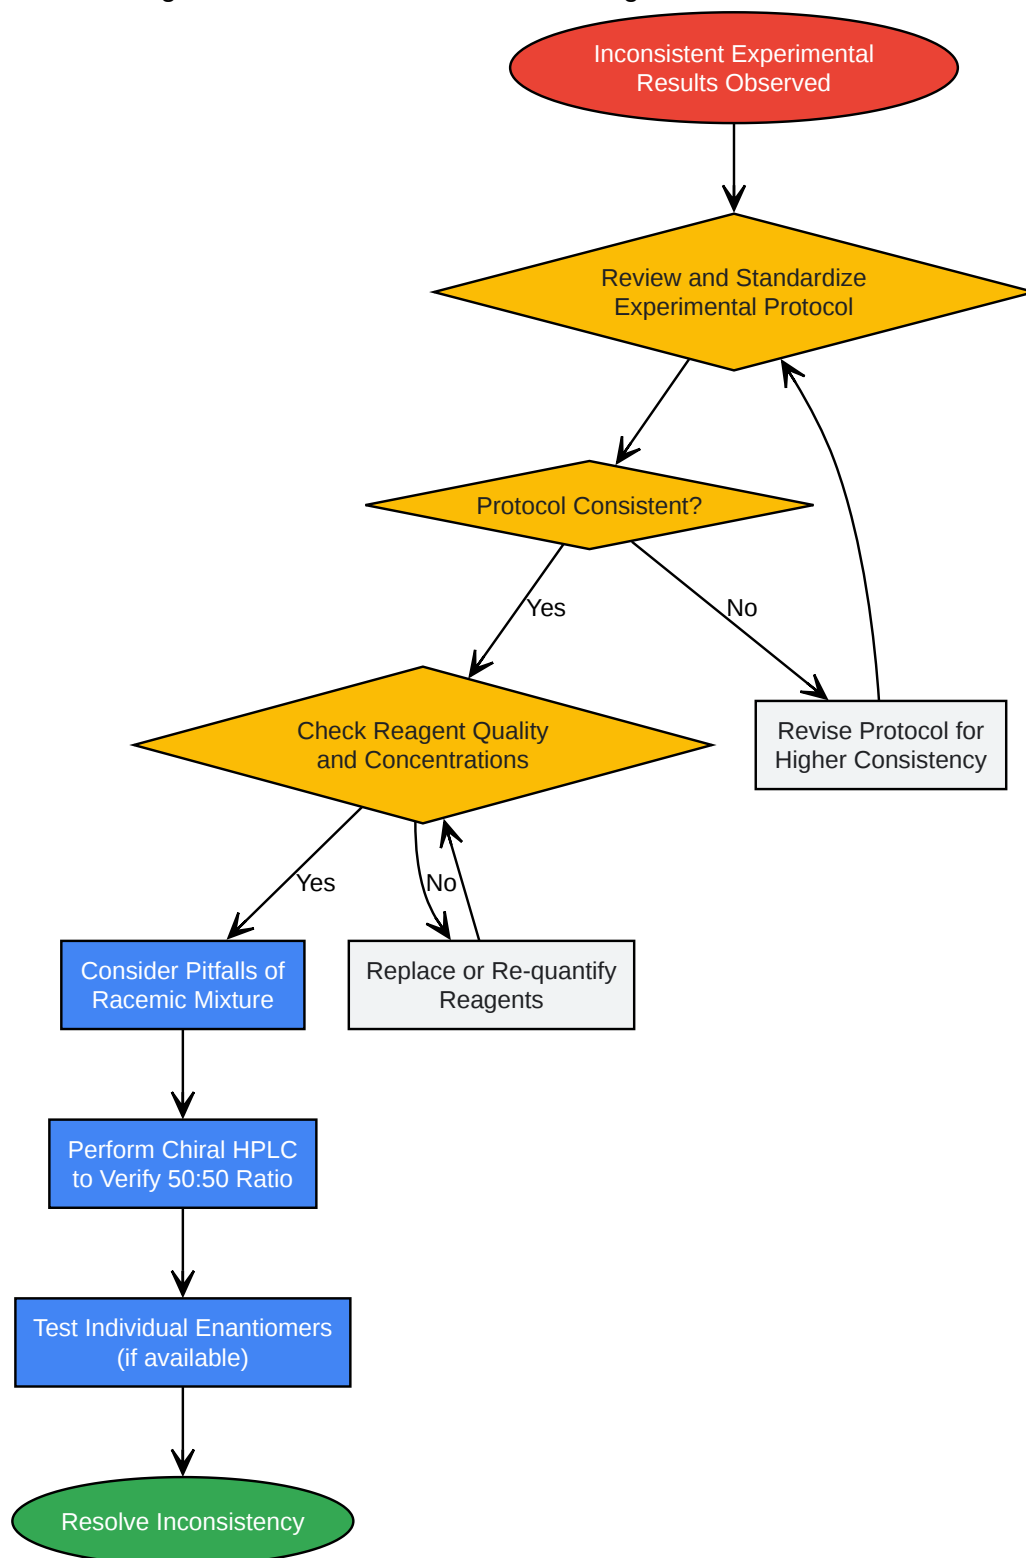 Inconsistent Experimental
Results Observed
Review and Standardize
Experimental Protocol
Protocol Consistent?
Yes
No
Check Reagent Quality
and Concentrations
Revise Protocol for
Higher Consistency
Yes
No
Consider Pitfalls of
Racemic Mixture
Replace or Re-quantify
Reagents
Perform Chiral HPLC
to Verify 50:50 Ratio
Test Individual Enantiomers
(if available)
Resolve Inconsistency